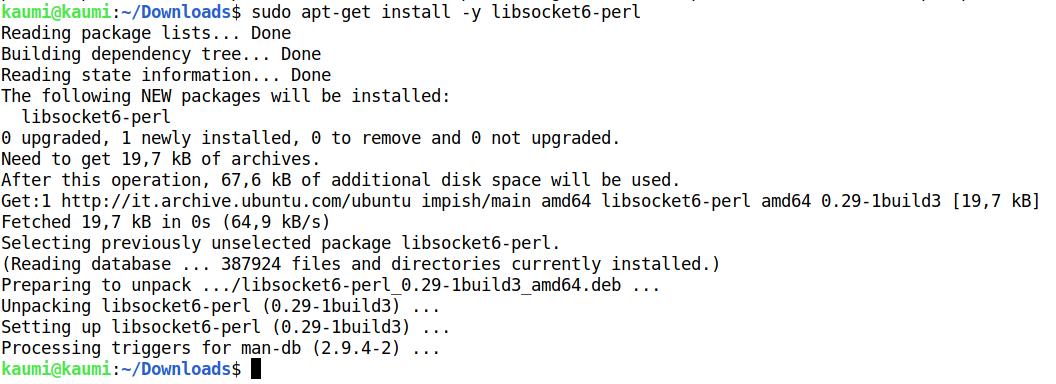 kaumi@kaumi:~/Downloads$ sudo apt-get install -y libsocket6-perl
Reading package lists... Done
Building dependency tree... Done
Reading state information... Done
The following NEW packages will be installed:
  libsocket6-perl
0 upgraded, 1 newly installed, 0 to remove and 0 not upgraded.
Need to get 19,7 kB of archives.
After this operation, 67,6 kB of additional disk space will be used.
Get:1 http://it.archive.ubuntu.com/ubuntu impish/main amd64 libsocket6-perl amd64 0.29-1build3 [19,7 kB]
Fetched 19,7 kB in 0s (64,9 kB/s)
Selecting previously unselected package libsocket6-perl.
(Reading database ... 387924 files and directories currently installed.)
Preparing to unpack .../libsocket6-perl_0.29-1build3_amd64.deb ...
Unpacking libsocket6-perl (0.29-1build3) ...
Setting up libsocket6-perl (0.29-1build3) ...
Processing triggers for man-db (2.9.4-2) ...
kaumi@kaumi:~/Downloads$